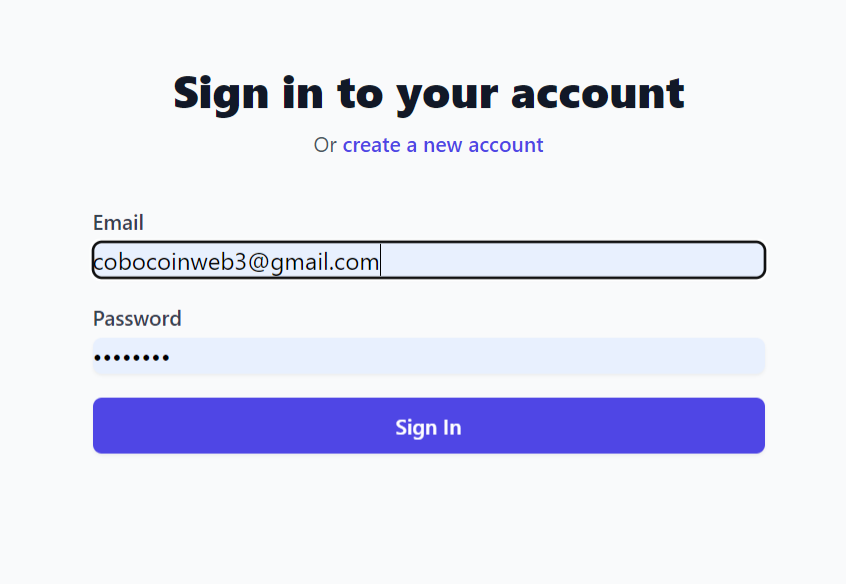 Sign in to your account
Or create a new account
Email
cobocoinweb3@gmail.com
Password
••••••••
Sign In